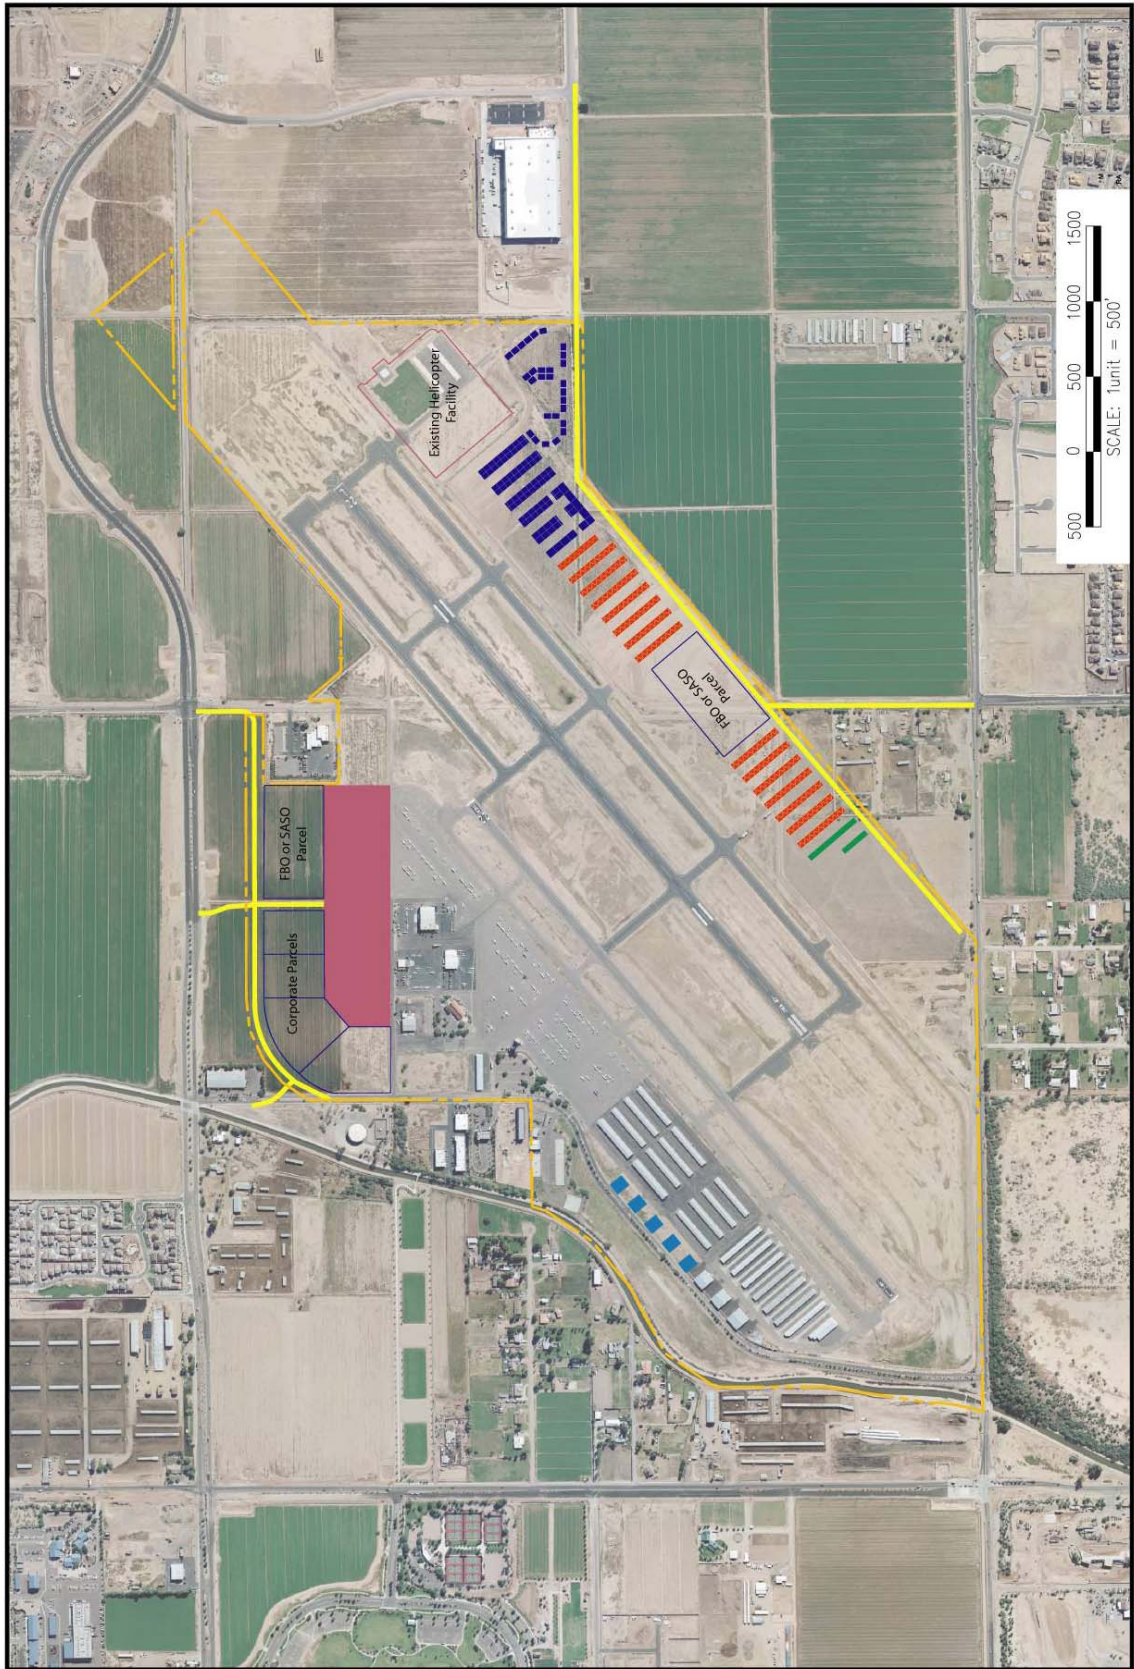 Existing Helicopter
Facility
FBO or SASO
Parcel
FBO or SASO
Parcel
Corporate Parcels
500
0
500
1000
1500
SCALE: 1unit = 500'